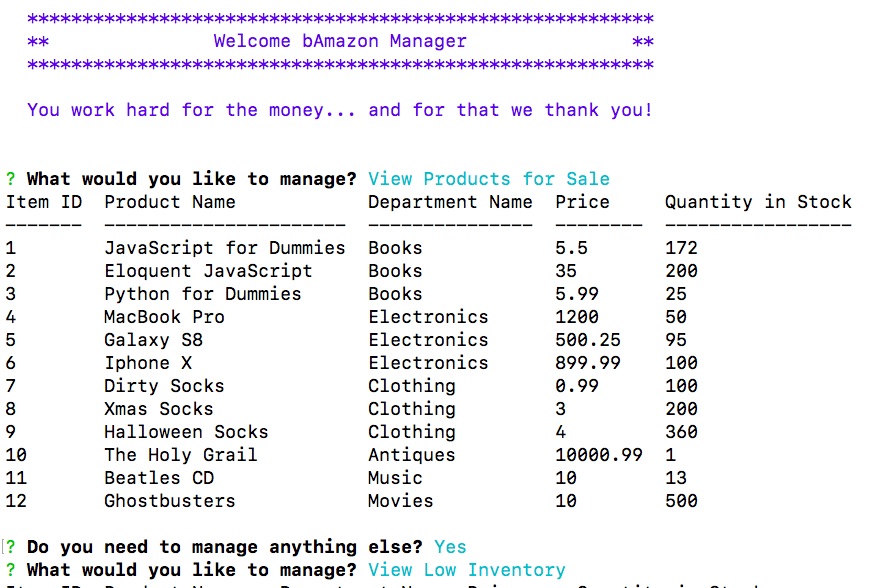 *********************************************************
** Welcome bAmazon Manager **
*********************************************************
You work hard for the money... and for that we thank you!
? What would you like to manage? View Products for Sale
Item ID  Product Name            Department Name  Price     Quantity in Stock
-------  ----------------------  ---------------  --------  -----------------
1        JavaScript for Dummies  Books            5.5       172
2        Eloquent JavaScript     Books            35        200
3        Python for Dummies      Books            5.99      25
4        MacBook Pro             Electronics      1200      50
5        Galaxy S8               Electronics      500.25    95
6        Iphone X                Electronics      899.99    100
7        Dirty Socks             Clothing         0.99      100
8        Xmas Socks              Clothing         3         200
9        Halloween Socks         Clothing         4         360
10       The Holy Grail          Antiques         10000.99  1
11       Beatles CD              Music            10        13
12       Ghostbusters            Movies           10        500
? Do you need to manage anything else? Yes
? What would you like to manage? View Low Inventory